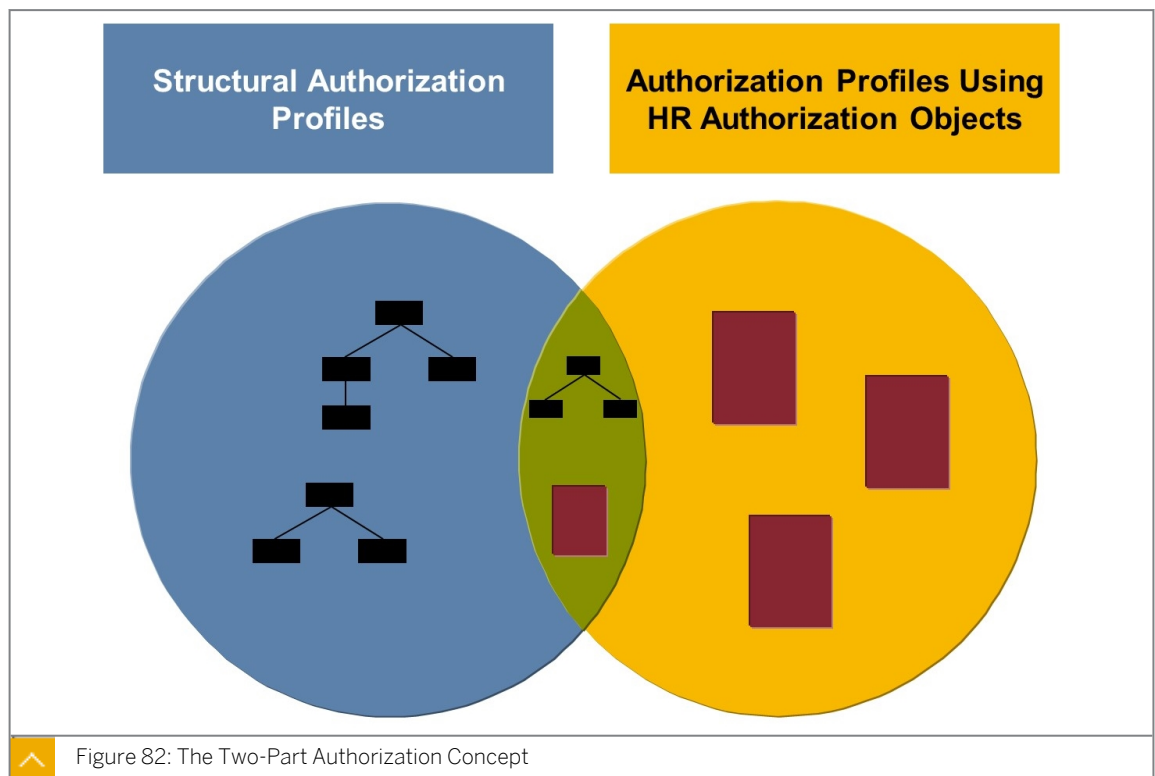 Structural Authorization
Profiles
Authorization Profiles Using
HR Authorization Objects
Figure 82: The Two-Part Authorization Concept